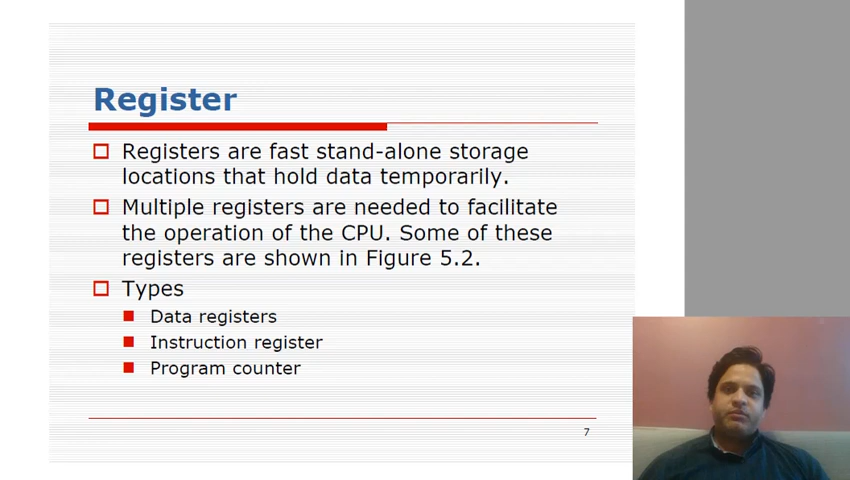 Register
Registers are fast stand-alone storage
locations that hold data temporarily.
Multiple registers are needed to facilitate
the operation of the CPU. Some of these
registers are shown in Figure 5.2.
Types
Data registers
Instruction register
Program counter
7